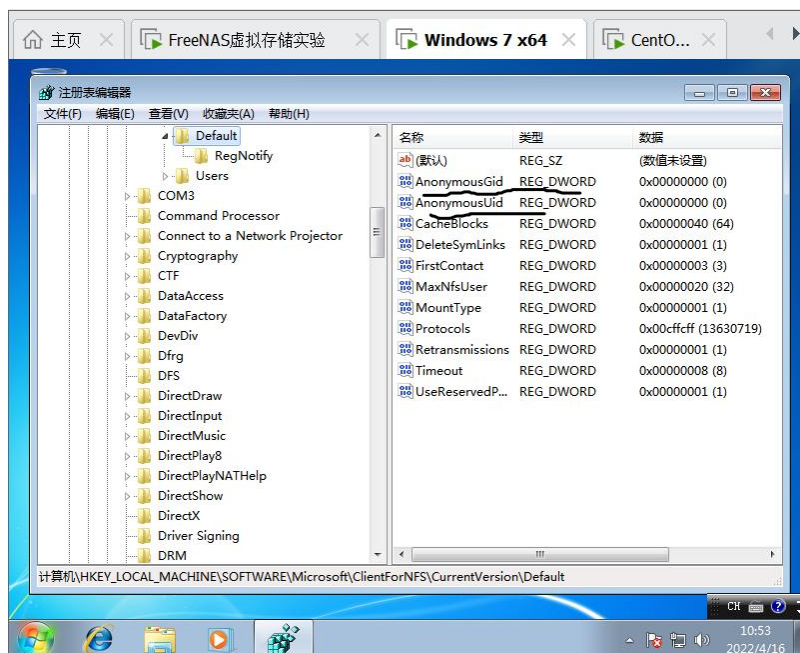 主页
FreeNAS虚拟存储实验
Windows 7 x64
CentO...
注册表编辑器
文件(F) 编辑(E) 查看(V) 收藏夹(A) 帮助(H)
Default
RegNotify
Users
COM3
Command Processor
Connect to a Network Projector
Cryptography
CTF
DataAccess
DataFactory
DevDiv
Dfrg
DFS
DirectDraw
DirectInput
DirectMusic
DirectPlay8
DirectPlayNATHelp
DirectShow
DirectX
Driver Signing
DRM
名称 类型 数据
ab (默认) REG_SZ (数值未设置)
AnonymousGid REG_DWORD 0x00000000 (0)
AnonymousUid REG_DWORD 0x00000000 (0)
CacheBlocks REG_DWORD 0x00000040 (64)
DeleteSymLinks REG_DWORD 0x00000001 (1)
FirstContact REG_DWORD 0x00000003 (3)
MaxNfsUser REG_DWORD 0x00000020 (32)
MountType REG_DWORD 0x00000001 (1)
Protocols REG_DWORD 0x00cffcff (13630719)
Retransmissions REG_DWORD 0x00000001 (1)
Timeout REG_DWORD 0x00000008 (8)
UseReservedP... REG_DWORD 0x00000001 (1)
计算机\HKEY_LOCAL_MACHINE\SOFTWARE\Microsoft\ClientForNFS\CurrentVersion\Default
CH
10:53
2022/4/16